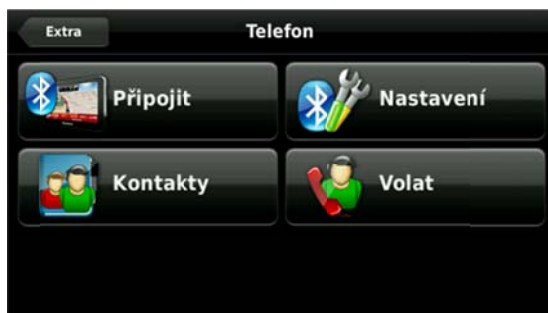 Extra
Telefon
Připojit
Nastavení
Kontakty
Volat